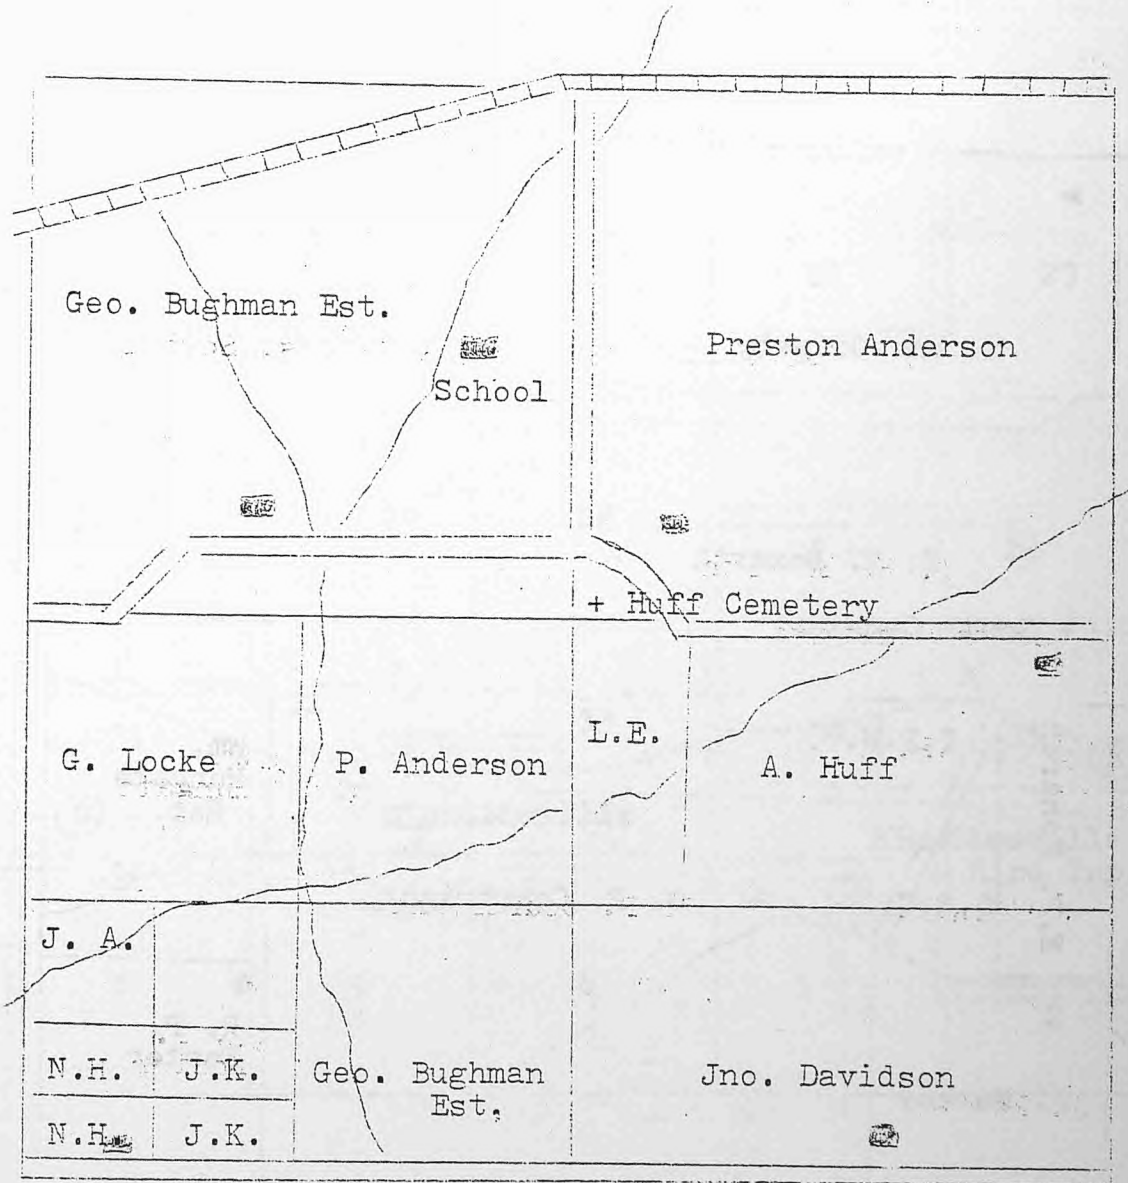 Geo. Bughman Est.
Preston Anderson
School
+ Huff Cemetery
G. Locke
P. Anderson
L.E.
A. Huff
J. A.
N.H.
J.K.
Geo. Bughman
Est.
Jno. Davidson
N.H.
J.K.